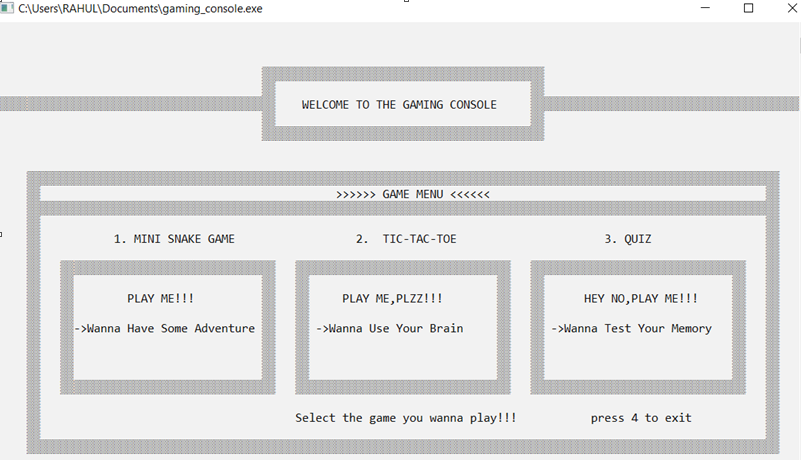 C:\Users\RAHUL\Documents\gaming_console.exe
WELCOME TO THE GAMING CONSOLE
>>>>>> GAME MENU <<<<<<
1. MINI SNAKE GAME 2. TIC-TAC-TOE 3. QUIZ
PLAY ME!!! PLAY ME,PLZZ!!! HEY NO,PLAY ME!!!
->Wanna Have Some Adventure ->Wanna Use Your Brain ->Wanna Test Your Memory
Select the game you wanna play!!! press 4 to exit